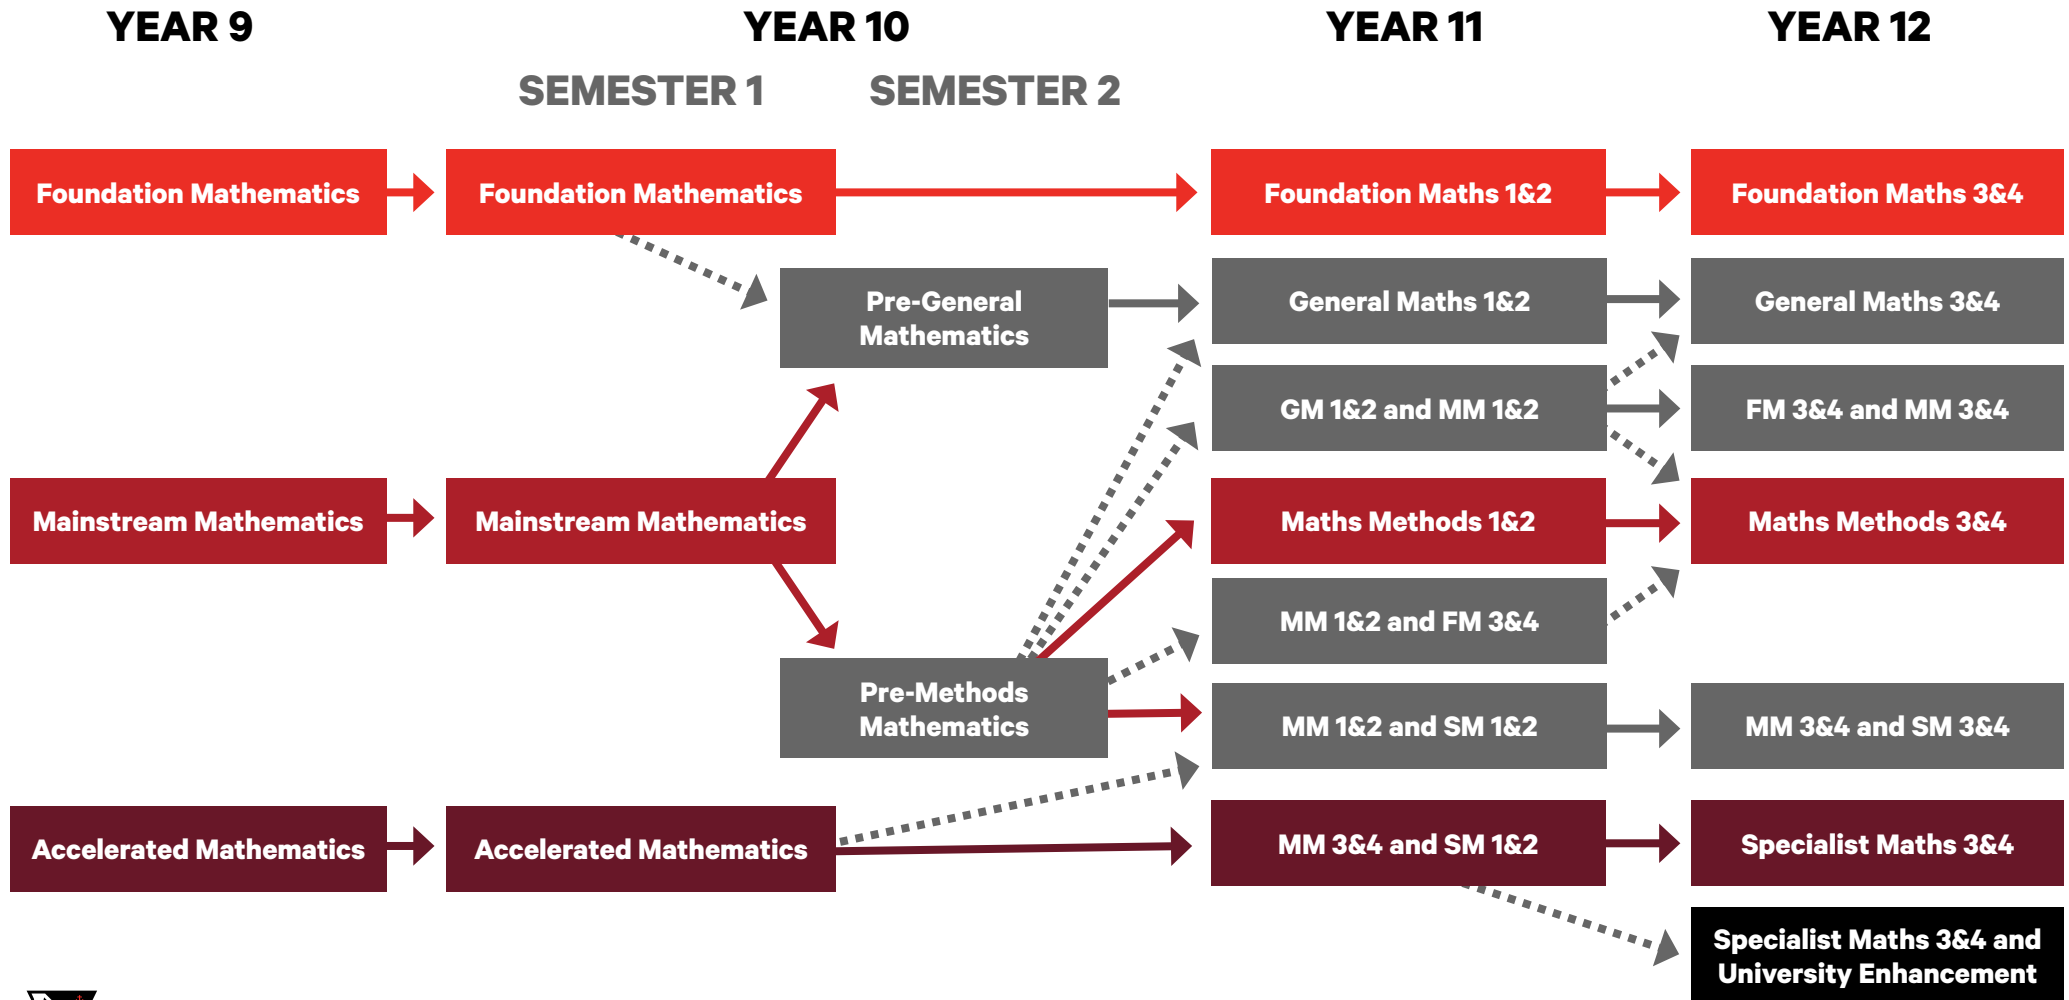 YEAR 9
YEAR 10
YEAR 11
YEAR 12
SEMESTER 1
SEMESTER 2
Foundation Mathematics
Foundation Mathematics
Foundation Maths 1&2
Foundation Maths 3&4
Pre-General
Mathematics
General Maths 1&2
General Maths 3&4
GM 1&2 and MM 1&2
FM 3&4 and MM 3&4
Mainstream Mathematics
Mainstream Mathematics
Maths Methods 1&2
Maths Methods 3&4
MM 1&2 and FM 3&4
Pre-Methods
Mathematics
MM 1&2 and SM 1&2
MM 3&4 and SM 3&4
Accelerated Mathematics
Accelerated Mathematics
MM 3&4 and SM 1&2
Specialist Maths 3&4
Specialist Maths 3&4 and
University Enhancement